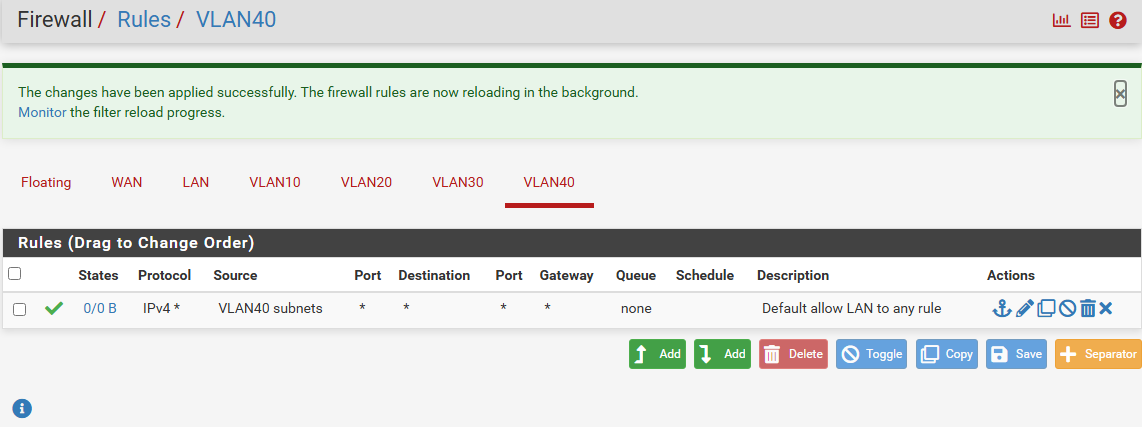 Firewall / Rules / VLAN40
The changes have been applied successfully. The firewall rules are now reloading in the background.
Monitor the filter reload progress.
Floating WAN LAN VLAN10 VLAN20 VLAN30 VLAN40
Rules (Drag to Change Order)
States Protocol Source Port Destination Port Gateway Queue Schedule Description Actions
0/0 B IPv4 * VLAN40 subnets * * * * none Default allow LAN to any rule
Add Add Delete Toggle Copy Save Separator